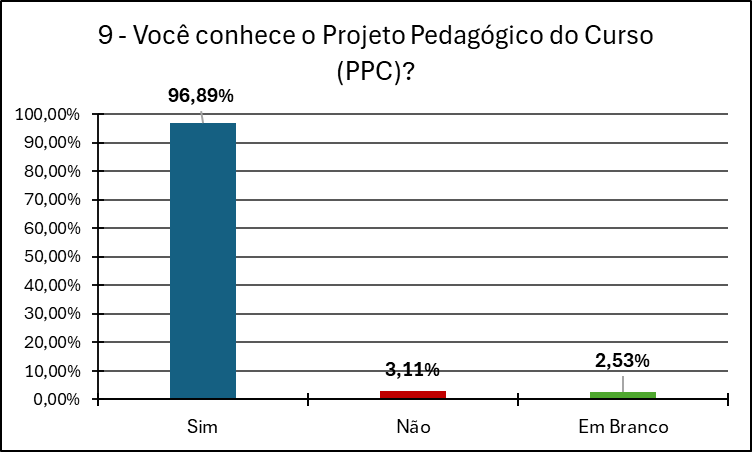 9 - Você conhece o Projeto Pedagógico do Curso
(PPC)?
96,89%
100,00%
90,00%
80,00%
70,00%
60,00%
50,00%
40,00%
30,00%
20,00%
10,00%
0,00%
3,11%
2,53%
Sim
Não
Em Branco